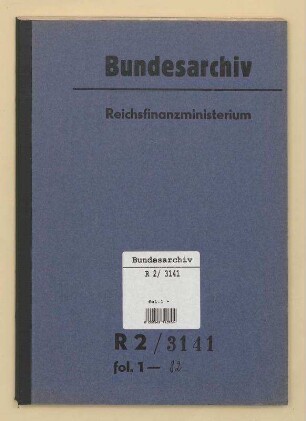 Bundesarchiv
Reichsfinanzministerium
Bundesarchiv
R 2/ 3141
R 2/3141
fol. 1—